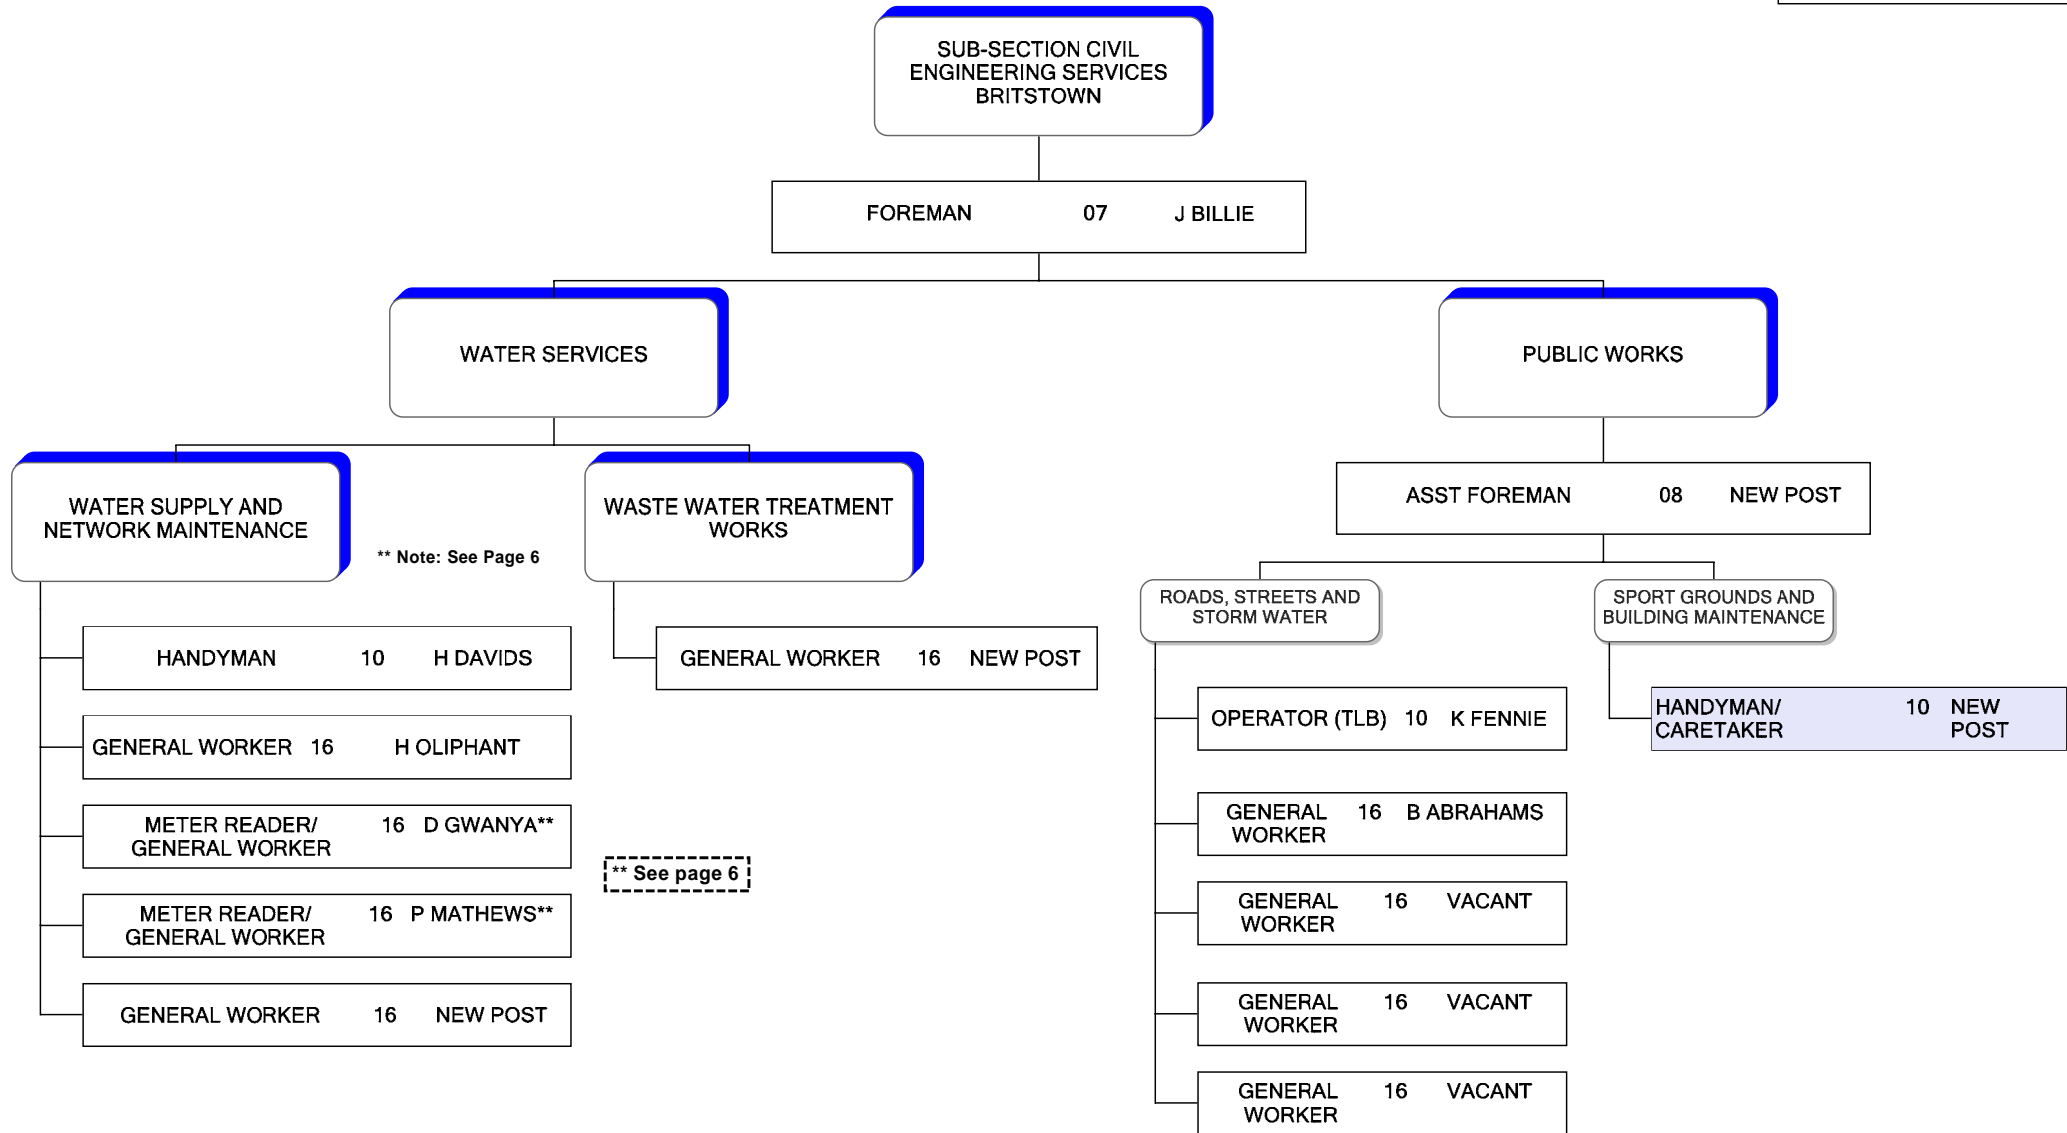 SUB-SECTION CIVIL
ENGINEERING SERVICES
BRITSTOWN
FOREMAN 07 J BILLIE
WATER SERVICES
PUBLIC WORKS
WATER SUPPLY AND
NETWORK MAINTENANCE
** Note: See Page 6
WASTE WATER TREATMENT
WORKS
ASST FOREMAN 08 NEW POST
HANDYMAN 10 H DAVIDS
GENERAL WORKER 16 H OLIPHANT
METER READER/ 16 D GWANYA**
GENERAL WORKER
METER READER/ 16 P MATHEWS**
GENERAL WORKER
GENERAL WORKER 16 NEW POST
GENERAL WORKER 16 NEW POST
** See page 6
ROADS, STREETS AND
STORM WATER
OPERATOR (TLB) 10 K FENNIE
GENERAL 16 B ABRAHAMS
WORKER
GENERAL 16 VACANT
WORKER
GENERAL 16 VACANT
WORKER
GENERAL 16 VACANT
WORKER
SPORT GROUNDS AND
BUILDING MAINTENANCE
HANDYMAN/ 10 NEW
CARETAKER POST